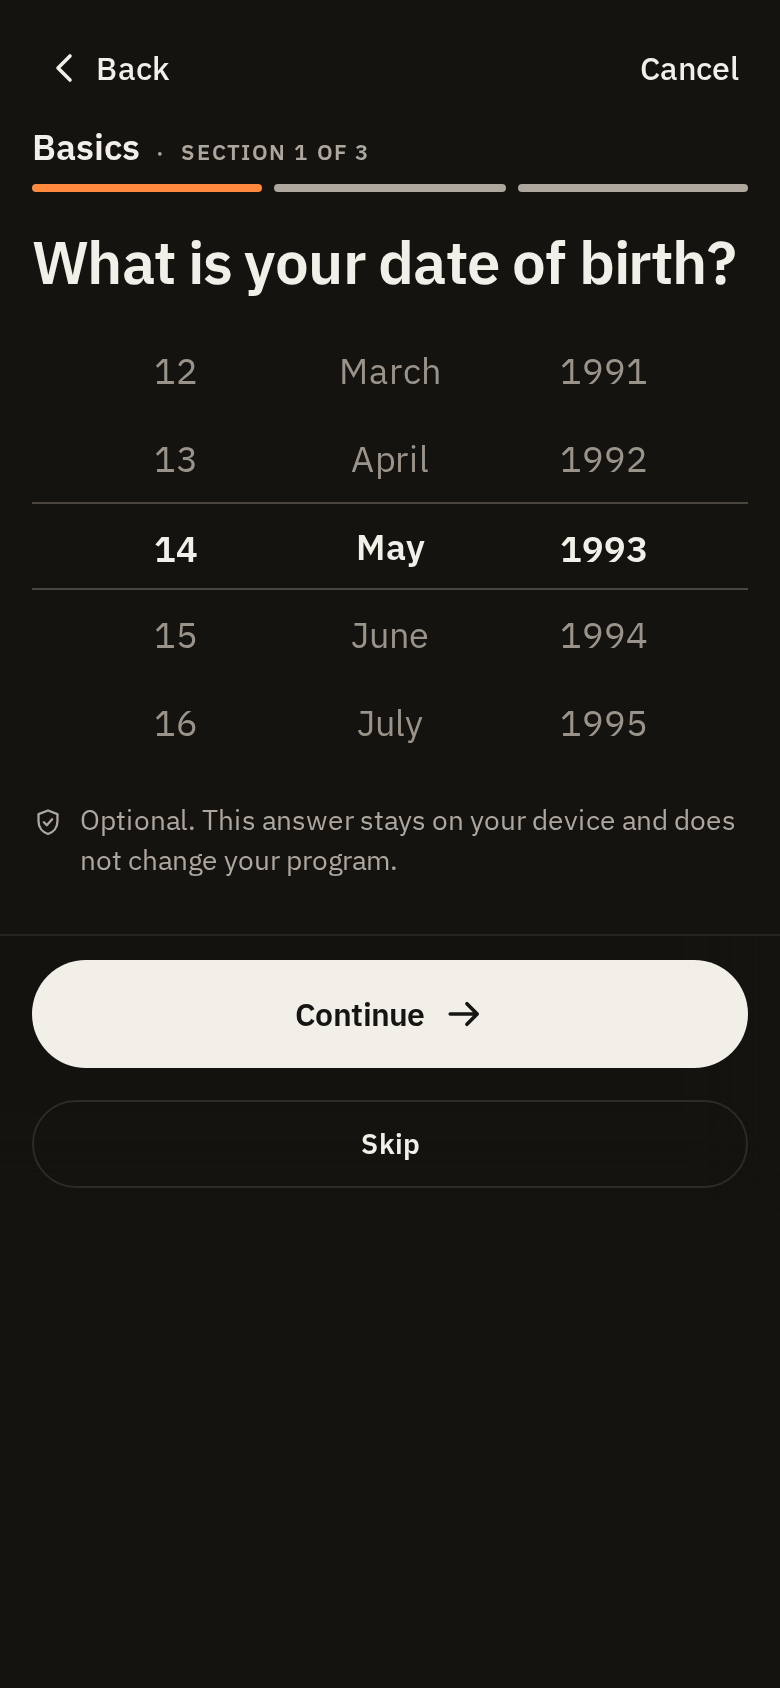 Back
Cancel
Basics · SECTION 1 OF 3
What is your date of birth?
12 March 1991
13 April 1992
14 May 1993
15 June 1994
16 July 1995
Optional. This answer stays on your device and does
not change your program.
Continue →
Skip